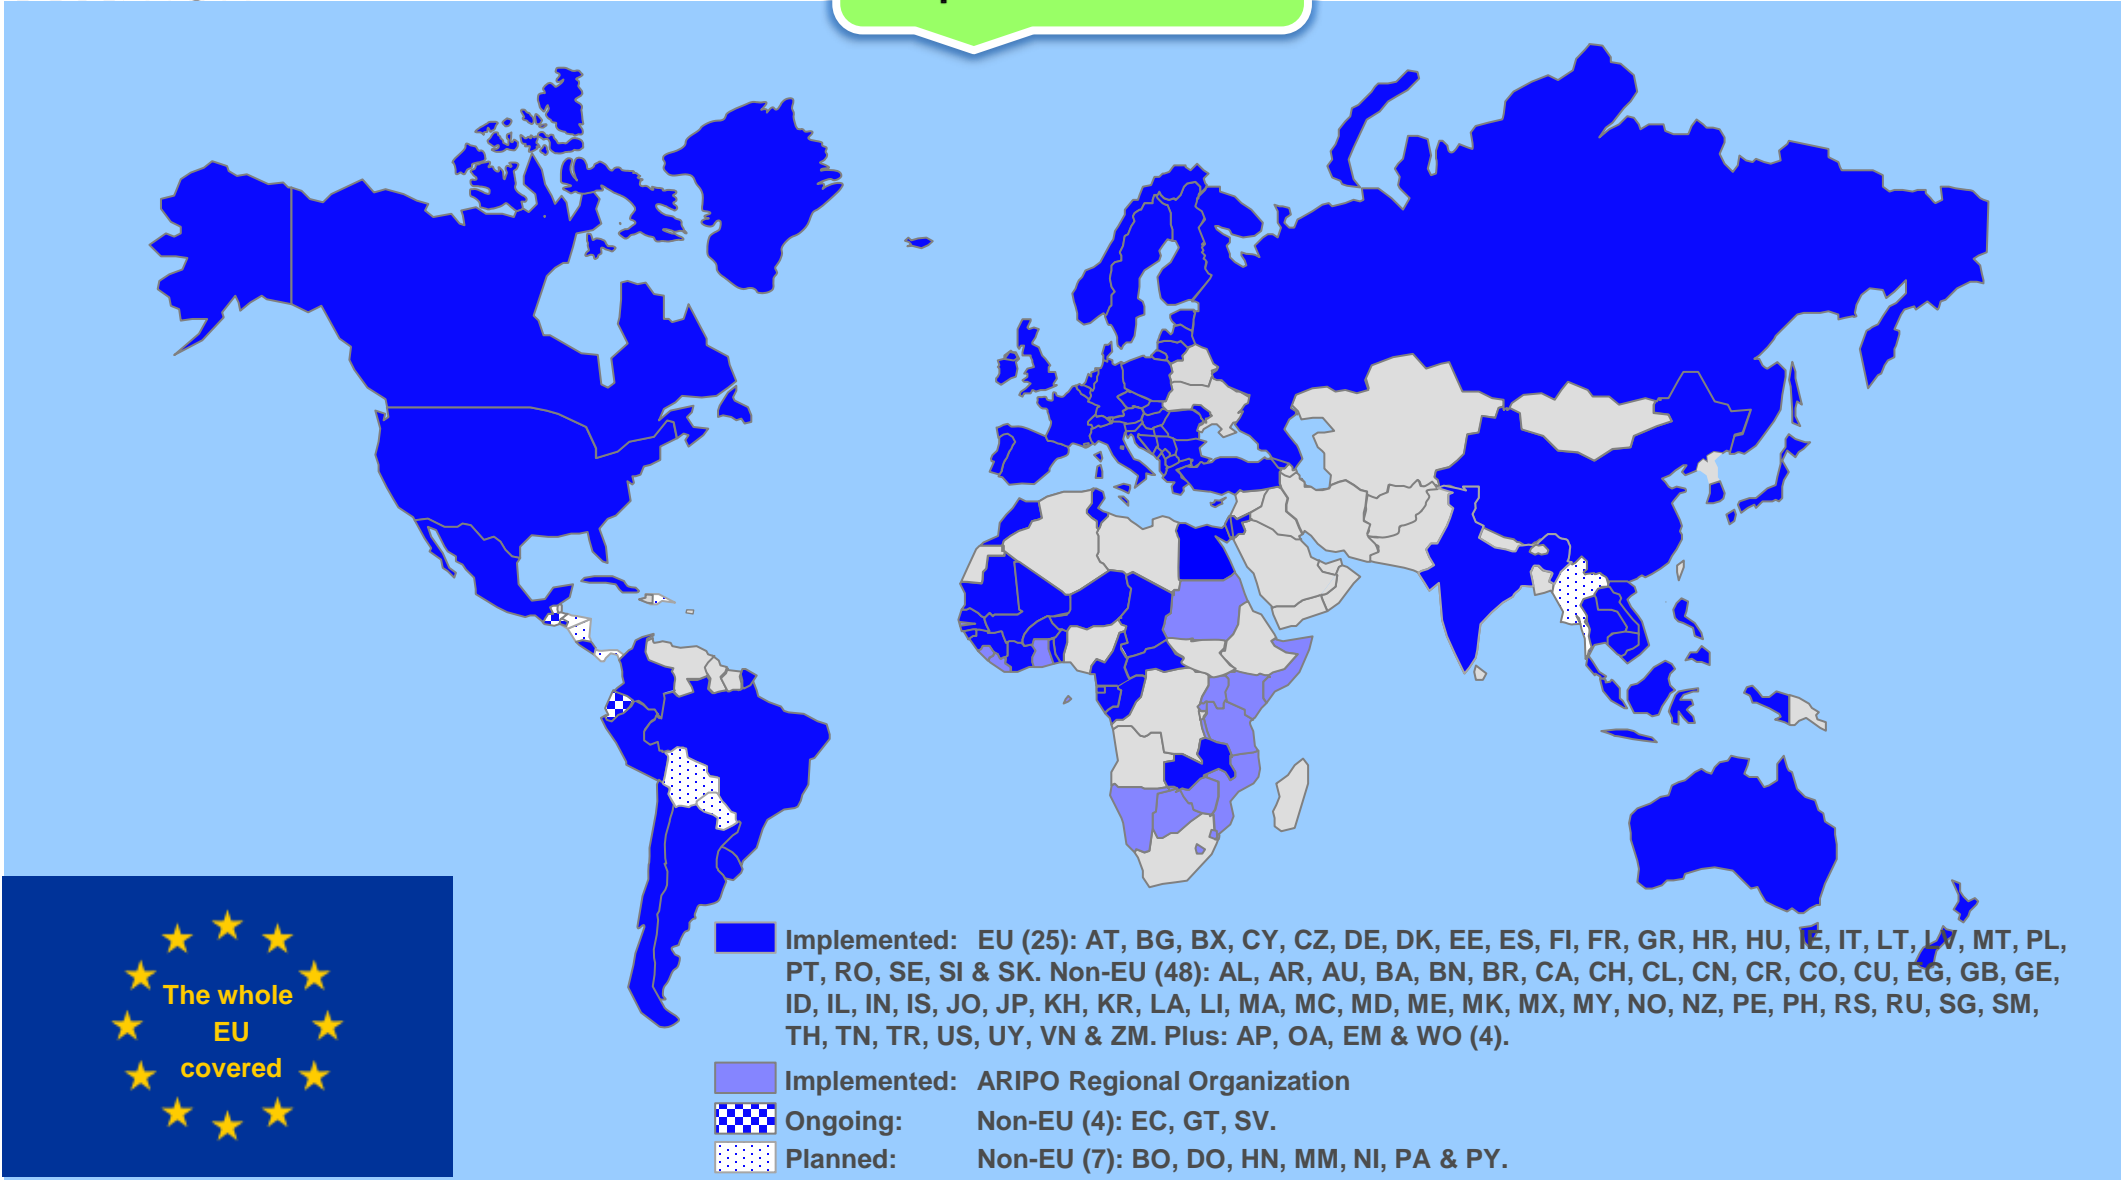 The whole
EU
covered
Implemented: EU (25): AT, BG, BX, CY, CZ, DE, DK, EE, ES, FI, FR, GR, HR, HU, IE, IT, LT, LV, MT, PL,
PT, RO, SE, SI & SK. Non-EU (48): AL, AR, AU, BA, BN, BR, CA, CH, CL, CN, CR, CO, CU, EG, GB, GE,
ID, IL, IN, IS, JO, JP, KH, KR, LA, LI, MA, MC, MD, ME, MK, MX, MY, NO, NZ, PE, PH, RS, RU, SG, SM,
TH, TN, TR, US, UY, VN & ZM. Plus: AP, OA, EM & WO (4).
Implemented: ARIPO Regional Organization
Ongoing: Non-EU (4): EC, GT, SV.
Planned: Non-EU (7): BO, DO, HN, MM, NI, PA & PY.